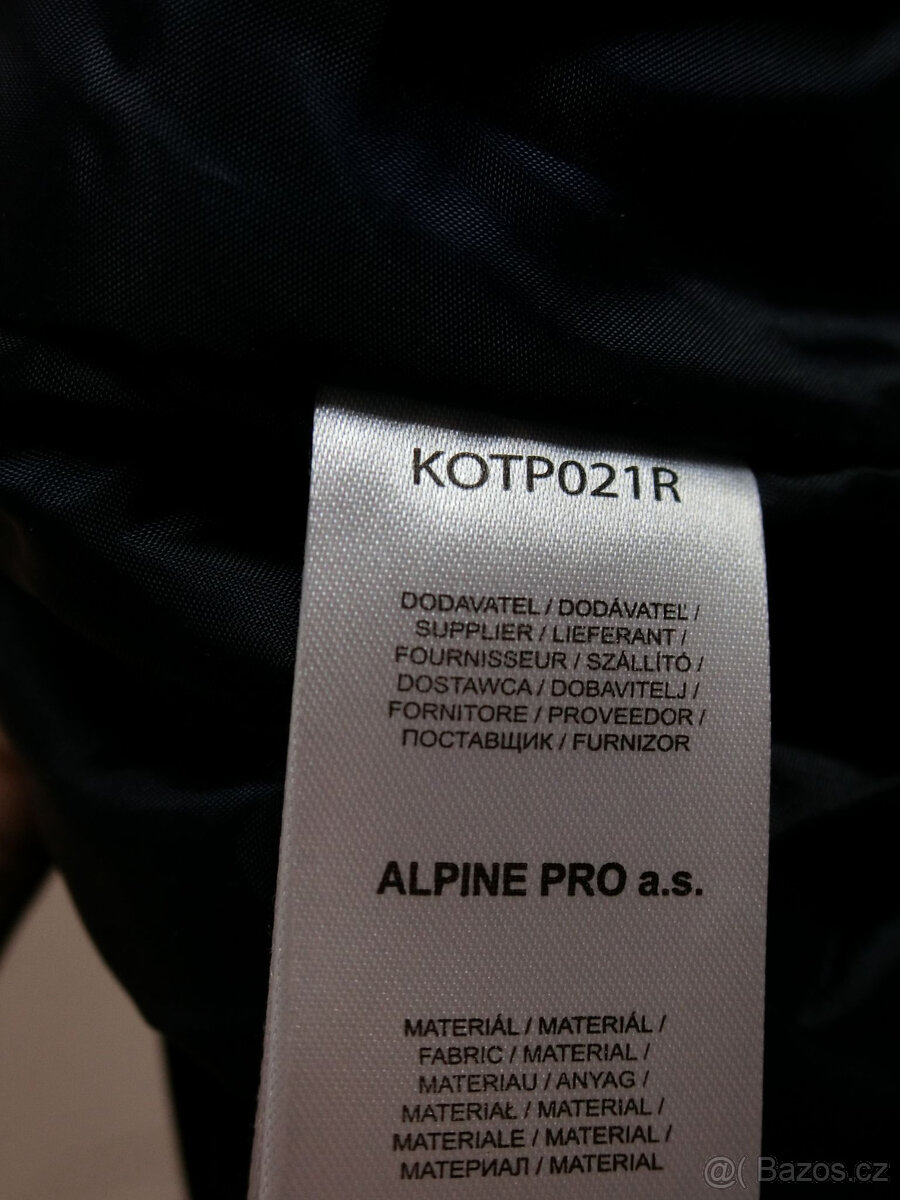 KOTP021R
DODAVATEL / DODÁVATEĽ /
SUPPLIER / LIEFERANT /
FOURNISSEUR / SZÁLLÍTÓ /
DOSTAWCA / DOBAVITELJ /
FORNITORE / PROVEEDOR /
ПОСТАВЩИК / FURNIZOR
ALPINE PRO a.s.
MATERIÁL / MATERIÁL /
FABRIC / MATERIAL /
MATERIAU / ANYAG /
MATERIAŁ / MATERIAL /
MATERIALE / MATERIAL /
МАТЕРИАЛ / MATERIAL
@( Bazos.cz